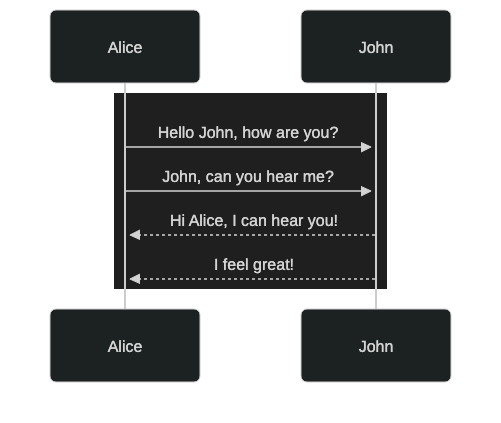 Alice
John
Hello John, how are you?
John, can you hear me?
Hi Alice, I can hear you!
I feel great!
Alice
John